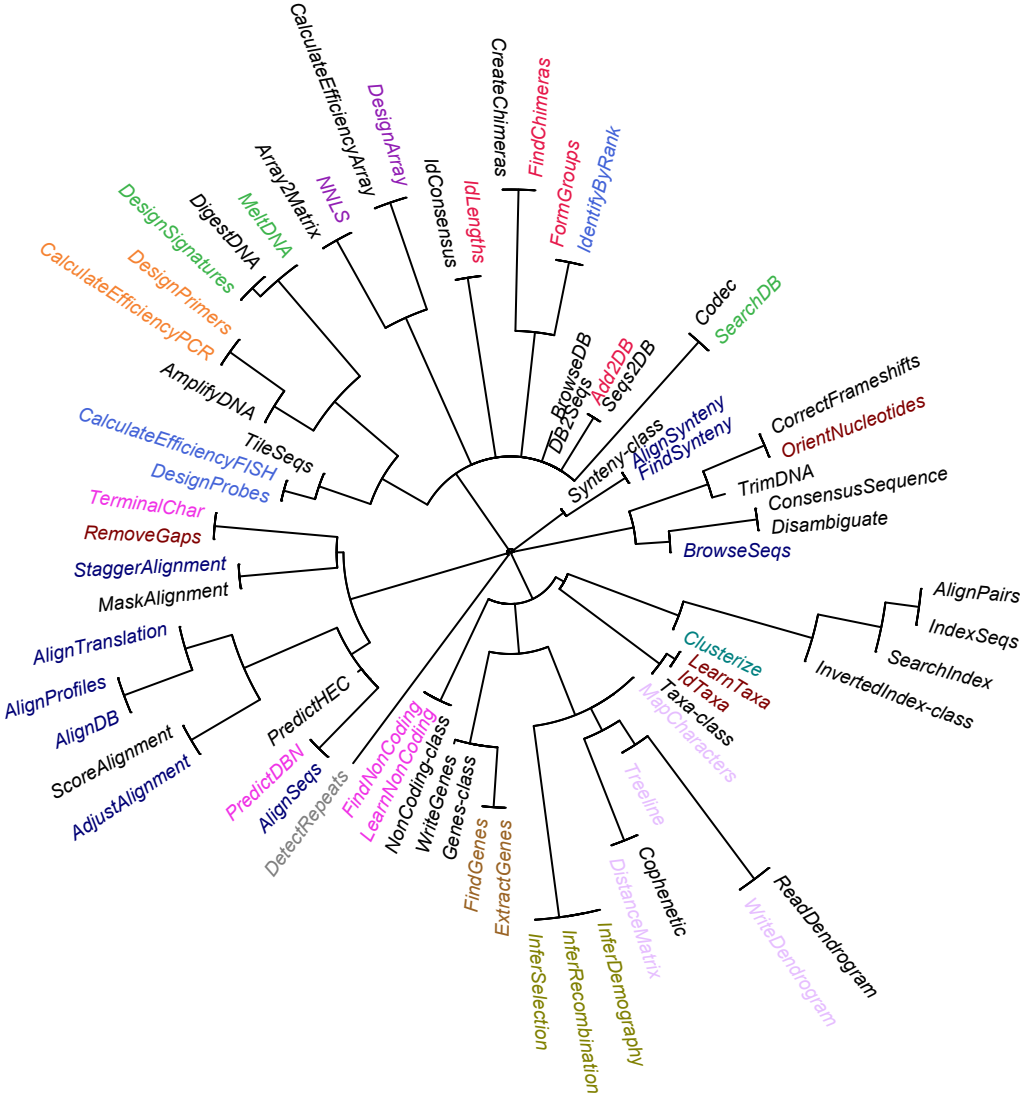 CalculateEfficiencyArray
DesignArray
CreateChimeras
FindChimeras
FormGroups
IdentifyByRank
IdConsensus
IdLengths
Array2Matrix
NNLS
DigestDNA
MeltDNA
DesignSignatures
DesignPrimers
CalculateEfficiencyPCR
AmplifyDNA
TileSeqs
CalculateEfficiencyFISH
DesignProbes
TerminalChar
RemoveGaps
StaggerAlignment
MaskAlignment
AlignTranslation
AlignProfiles
AlignDB
ScoreAlignment
AdjustAlignment
PredictHEC
PredictDBN
AlignSeqs
DetectRepeats
FindNonCoding
LearnNonCoding
NonCoding-class
WriteGenes
Genes-class
FindGenes
ExtractGenes
InferSelection
InferRecombination
InferDemography
DistanceMatrix
Cophenetic
WriteDendrogram
ReadDendrogram
Treeline
MapCharacters
Taxa-class
IdTaxa
LearnTaxa
Clusterize
InvertedIndex-class
SearchIndex
IndexSeqs
AlignPairs
BrowseSeqs
Disambiguate
ConsensusSequence
TrimDNA
OrientNucleotides
CorrectFrameshifts
FindSynteny
AlignSynteny
Synteny-class
SearchDB
Codec
Seqs2DB
Add2DB
DB2Seqs
BrowseDB